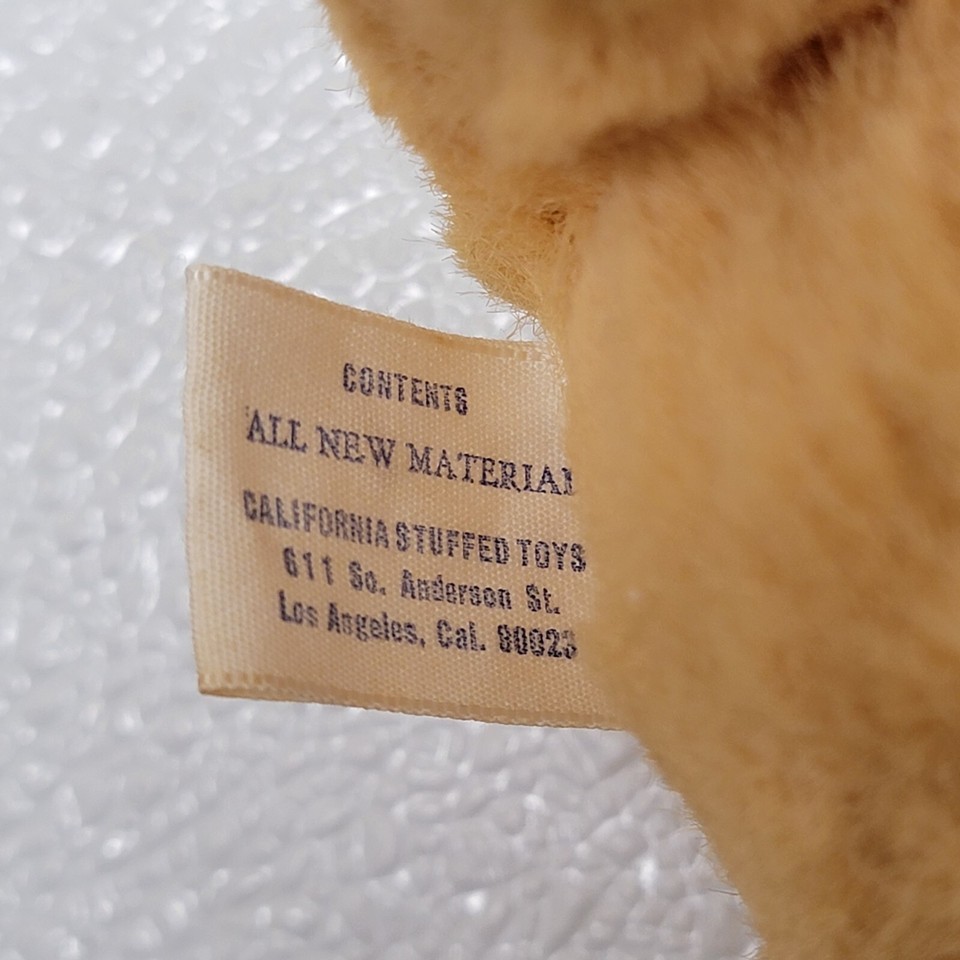 CONTENTS
ALL NEW MATERIAL
CALIFORNIA STUFFED TOYS
611 So. Anderson St.
Los Angeles, Cal. 90023